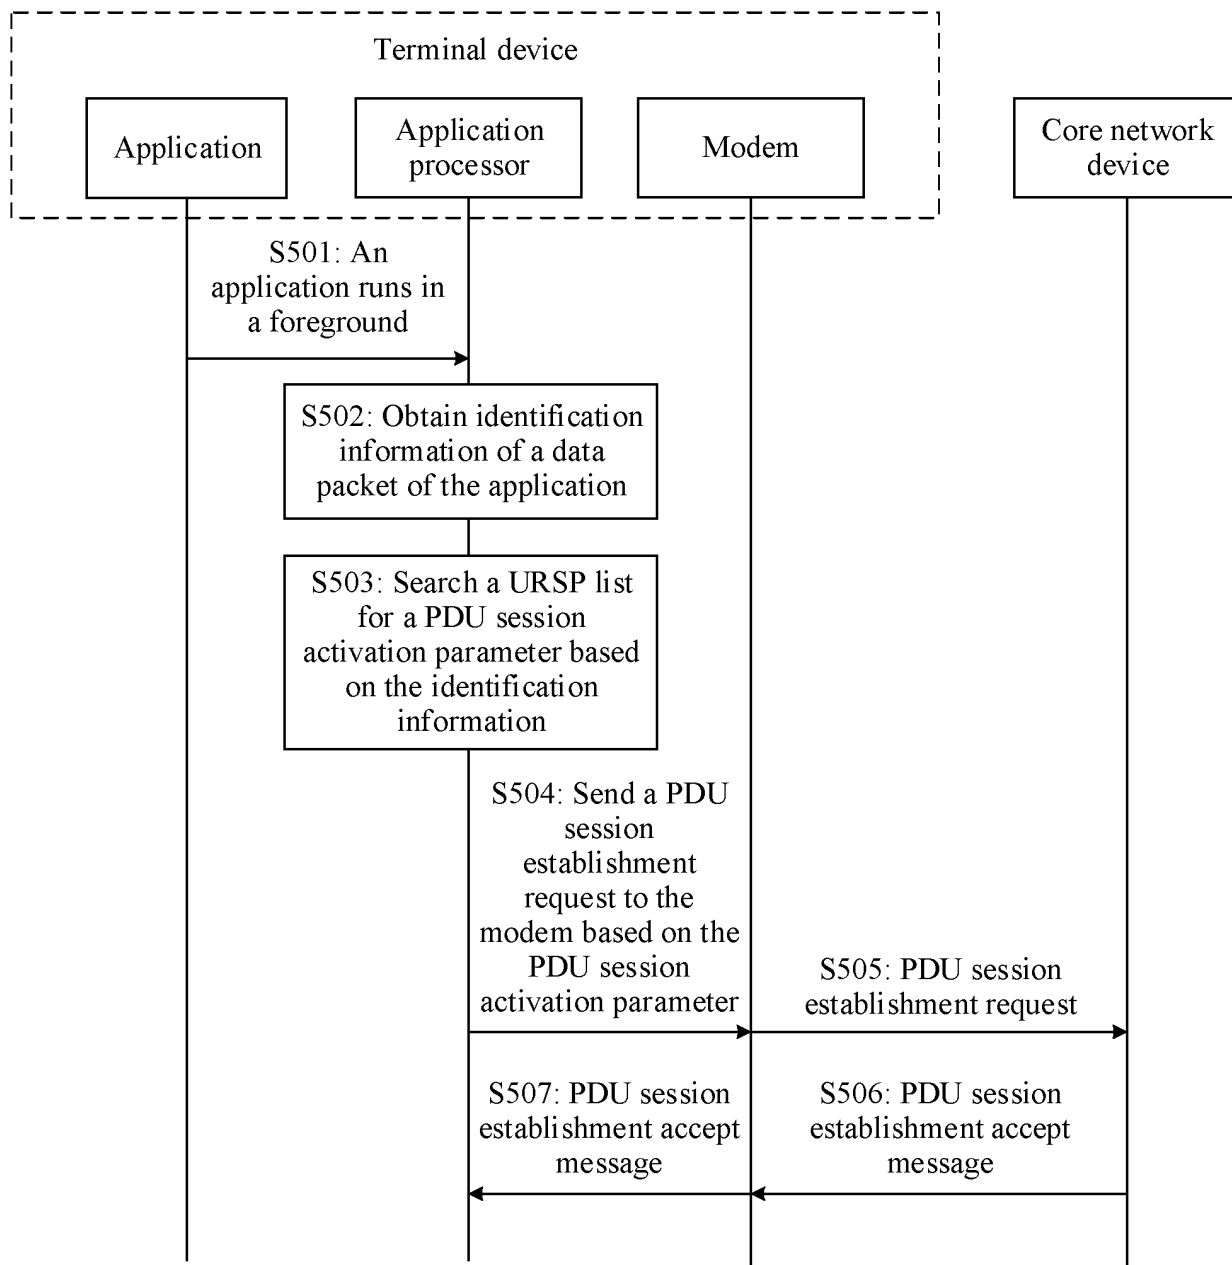 Terminal device
Application
Application
processor
Modem
Core network
device
S501: An
application runs in
a foreground
S502: Obtain identification
information of a data
packet of the application
S503: Search a URSP list
for a PDU session
activation parameter based
on the identification
information
S504: Send a PDU
session
establishment
request to the
modem based on the
PDU session
activation parameter
S505: PDU session
establishment request
S507: PDU session
establishment accept
message
S506: PDU session
establishment accept
message